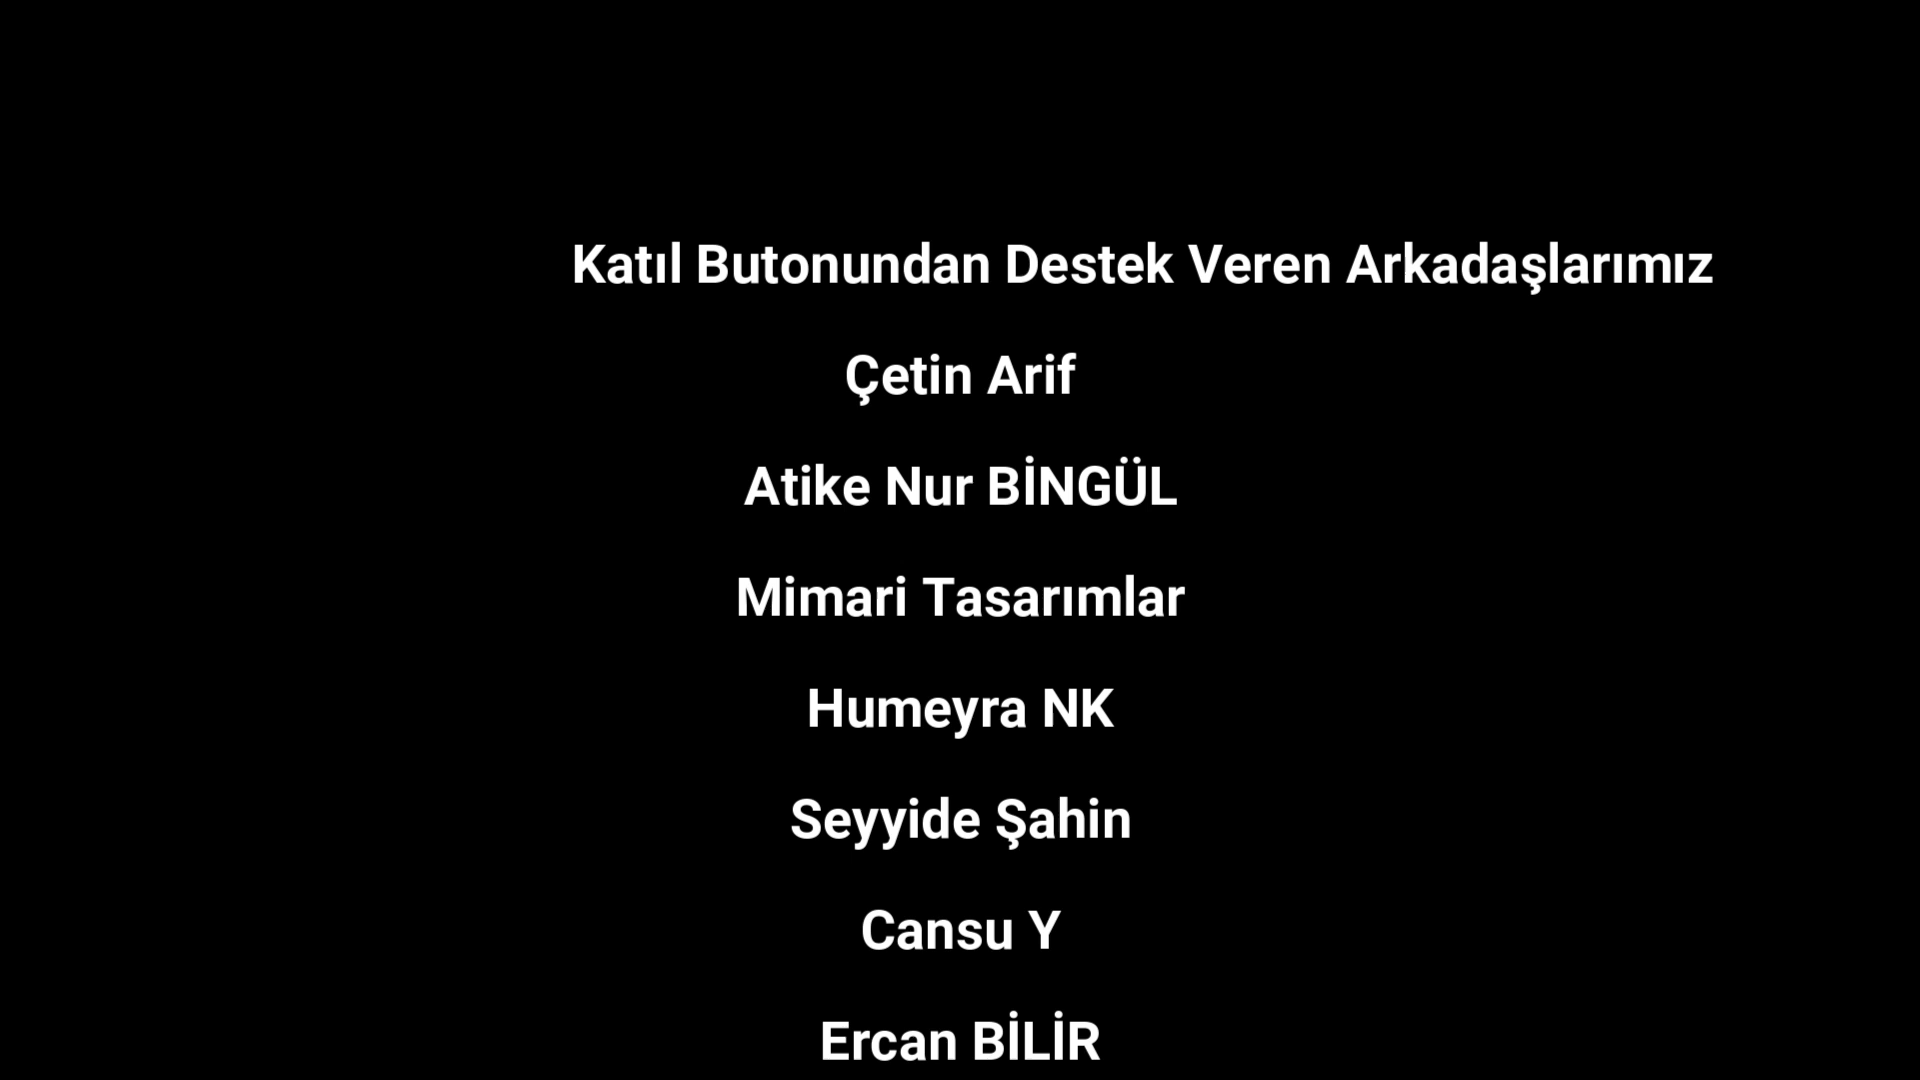 Katıl Butonundan Destek Veren Arkadaşlarımız
Çetin Arif
Atike Nur BİNGÜL
Mimari Tasarımlar
Humeyra NK
Seyyide Şahin
Cansu Y
Ercan BİLİR